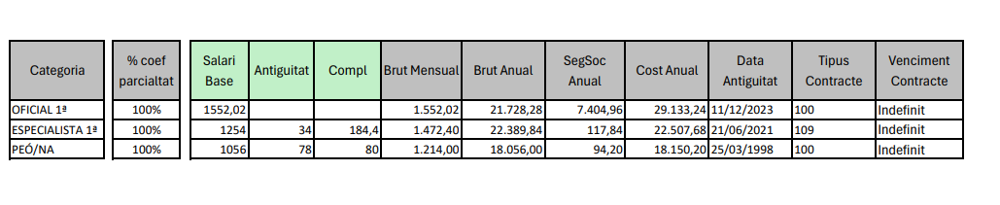 Categoria % coef parcialtat Salari Base Antiguitat Compl Brut Mensual Brut Anual SegSoc Anual Cost Anual Data Antiguitat Tipus Contracte Venciment Contracte
OFICIAL 1ª 100% 1552,02 1.552,02 21.728,28 7.404,96 29.133,24 11/12/2023 100 Indefinit
ESPECIALISTA 1ª 100% 1254 34 184,4 1.472,40 22.389,84 117,84 22.507,68 21/06/2021 109 Indefinit
PEÓ/NA 100% 1056 78 80 1.214,00 18.056,00 94,20 18.150,20 25/03/1998 100 Indefinit